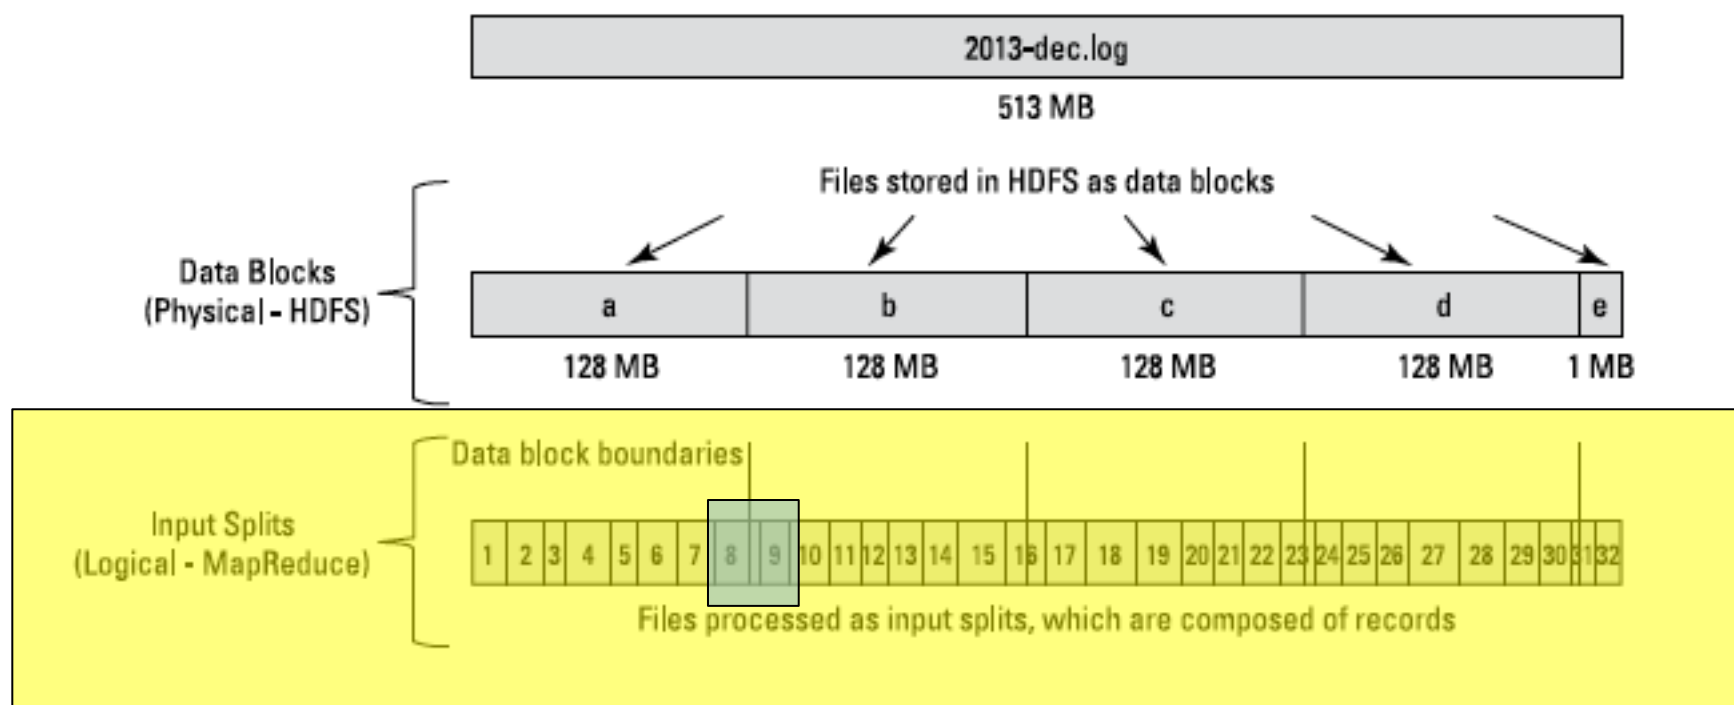 2013-dec.log
513 MB
Files stored in HDFS as data blocks
Data Blocks
(Physical - HDFS)
a b c d e
128 MB 128 MB 128 MB 128 MB 1 MB
Data block boundaries
Input Splits
(Logical - MapReduce)
1 2 3 4 5 6 7 8 9 10 11 12 13 14 15 16 17 18 19 20 21 22 23 24 25 26 27 28 29 30 31 32
Files processed as input splits, which are composed of records